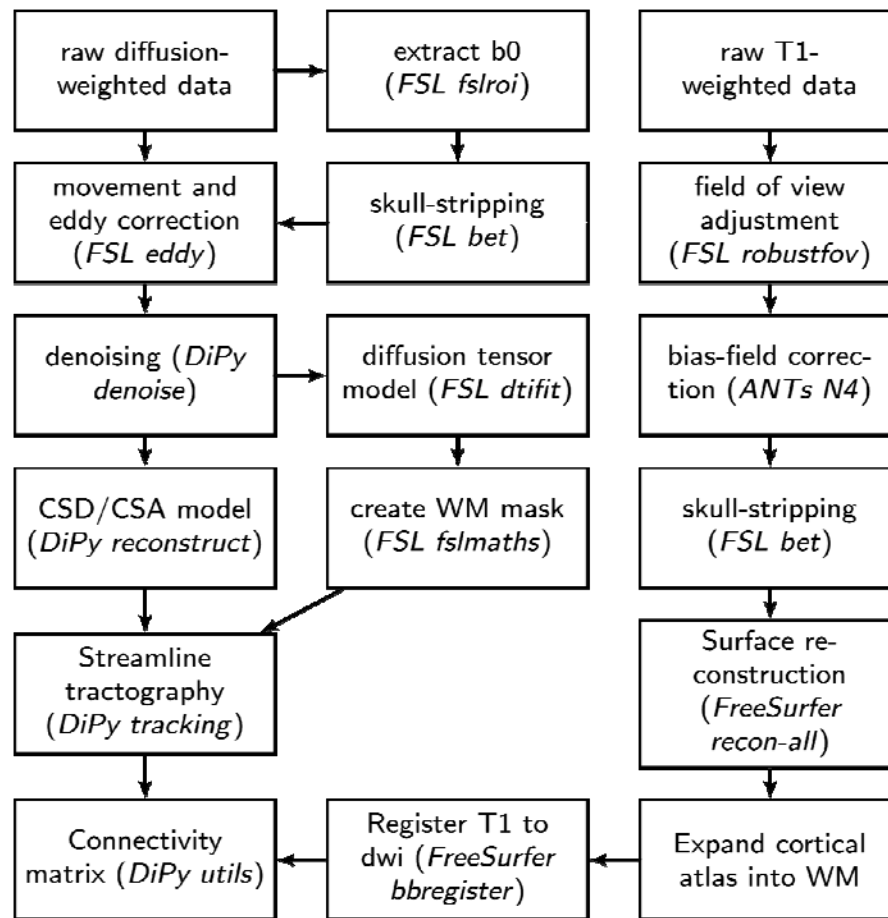 raw diffusion-
weighted data
extract b0
(FSL fslroi)
raw T1-
weighted data
movement and
eddy correction
(FSL eddy)
skull-stripping
(FSL bet)
field of view
adjustment
(FSL robustfov)
denoising (DiPy
denoise)
diffusion tensor
model (FSL dtifit)
bias-field correc-
tion (ANTs N4)
CSD/CSA model
(DiPy reconstruct)
create WM mask
(FSL fslmaths)
skull-stripping
(FSL bet)
Streamline
tractography
(DiPy tracking)
Surface re-
construction
(FreeSurfer
recon-all)
Connectivity
matrix (DiPy utils)
Register T1 to
dwi (FreeSurfer
bbregister)
Expand cortical
atlas into WM